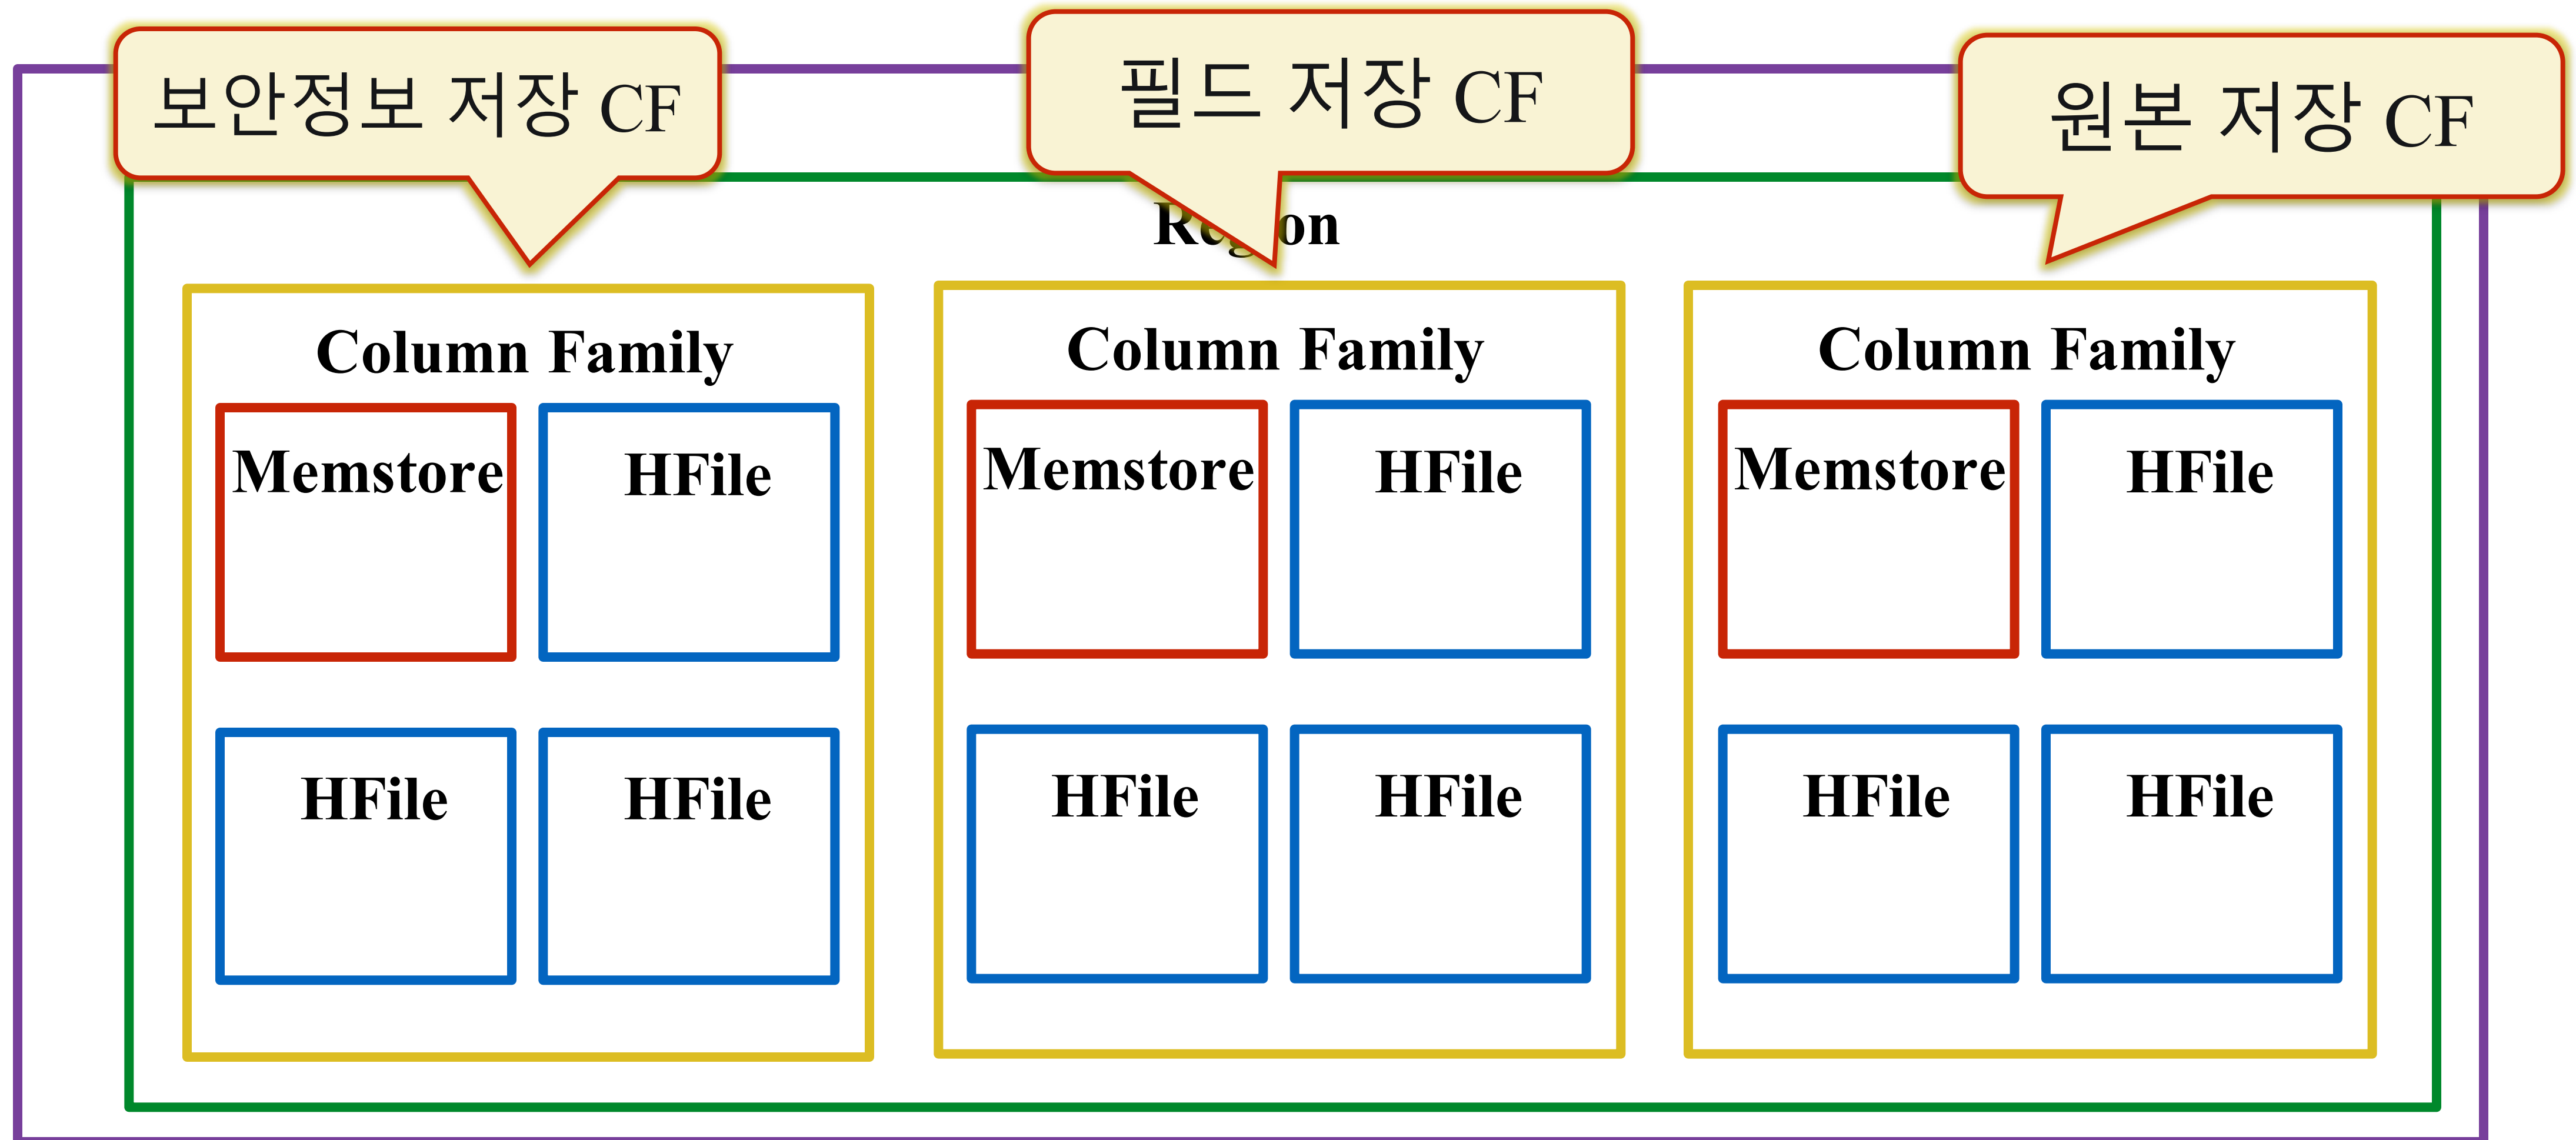 보안정보 저장 CF
필드 저장 CF
원본 저장 CF
Column Family
Memstore
HFile
HFile
HFile
Column Family
Memstore
HFile
HFile
HFile
Column Family
Memstore
HFile
HFile
HFile